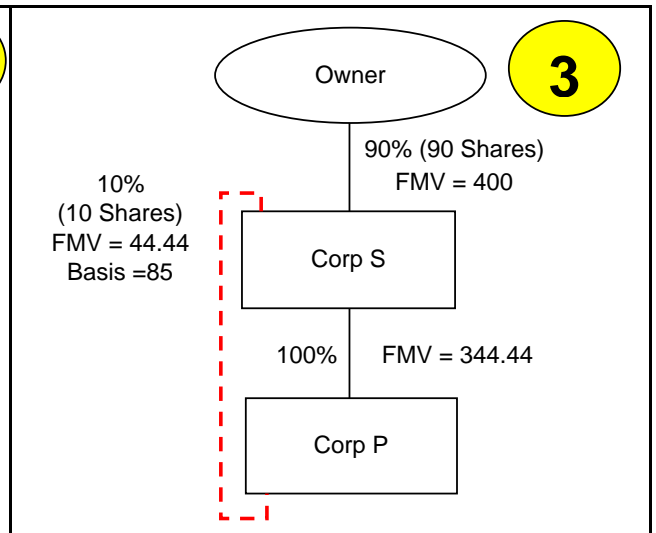 Owner
3
90% (90 Shares)
FMV = 400
10%
(10 Shares)
FMV = 44.44
Basis =85
Corp S
100%
FMV = 344.44
Corp P